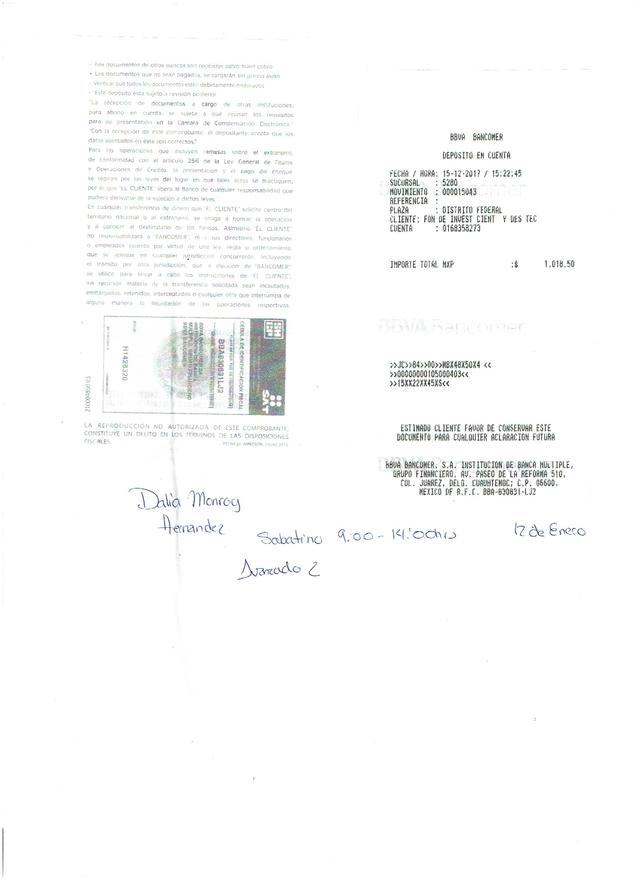 - Los documentos de otros bancos son recibidos salvo buen cobro
- Los documentos que no sean pagados, se cargarán sin previo aviso
- Verificar que todos los documentos estén debidamente endosados
- Este depósito está sujeto a revisión posterior
"La recepción de documentos a cargo de otras instituciones,
para abono en cuenta, se sujeta a que reúnan los requisitos
para su presentación en la Cámara de Compensación Electrónica."
"Con la recepción de este comprobante, el depositante acepta que los
datos asentados en éste son correctos."
Para las operaciones que incluyen remesas sobre el extranjero,
de conformidad con el artículo 256 de la Ley General de Títulos
y Operaciones de Crédito, la presentación y el pago de cheque
se regirán por las leyes del lugar en que tales actos se practiquen,
por lo que "EL CLIENTE" libera al Banco de cualquier responsabilidad que
pudiera derivarse de la sujeción a dichas leyes.
En cualquier transferencia de dinero que "EL CLIENTE" solicite dentro del
territorio nacional o al extranjero, se obliga a honrar la operación
y a conocer al destinatario de los fondos. Asimismo "EL CLIENTE"
no responsabilizará a "BANCOMER", ni a sus directores, funcionarios
o empleados cuando por virtud de una ley, regla u ordenamiento
que se aplique en cualquier jurisdicción concurrente, incluyendo
el tránsito por otra jurisdicción, que a elección de "BANCOMER"
se utilice para llevar a cabo las instrucciones de "EL CLIENTE",
los recursos materia de la transferencia solicitada sean incautados,
embargados, retenidos, interceptados o cualquier otra que interrumpa de
alguna manera la liquidación de las operaciones respectivas.
SAT
CÉDULA DE IDENTIFICACIÓN FISCAL
BBA830831LJ2
H1428320
LA REPRODUCCIÓN NO AUTORIZADA DE ESTE COMPROBANTE,
CONSTITUYE UN DELITO EN LOS TÉRMINOS DE LAS DISPOSICIONES
FISCALES.
BBVA BANCOMER
DEPOSITO EN CUENTA
FECHA / HORA: 15-12-2017 / 15:22:45
SUCURSAL : 5280
MOVIMIENTO : 000015043
REFERENCIA :
PLAZA : DISTRITO FEDERAL
CLIENTE: FON DE INVEST CIENT Y DES TEC
CUENTA : 0168358273
IMPORTE TOTAL MXP :$ 1,018.50
BBVA Bancomer
>>JC>>84>>00>>MBX48X50X4 <<
>>000000000105000403<<
>>15XX22XX45XS<<
ESTIMADO CLIENTE FAVOR DE CONSERVAR ESTE
DOCUMENTO PARA CUALQUIER ACLARACION FUTURA
BBVA BANCOMER, S.A. INSTITUCION DE BANCA MULTIPLE,
GRUPO FINANCIERO. AV. PASEO DE LA REFORMA 510,
COL. JUAREZ, DELG. CUAUHTEMOC; C.P. 06600,
MEXICO DF R.F.C. BBA-830831-LJ2
Dalia Monroy
Hernandez
Sabatino 9:00 - 14:00hrs 12 de Enero
Avanzado 2